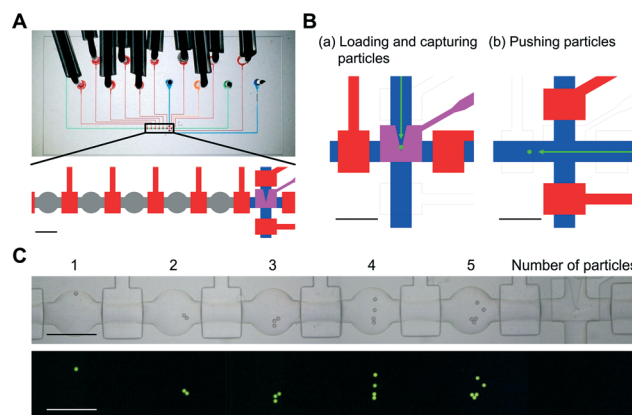 A
B
(a) Loading and capturing
particles
(b) Pushing particles
C
1 2 3 4 5 Number of particles